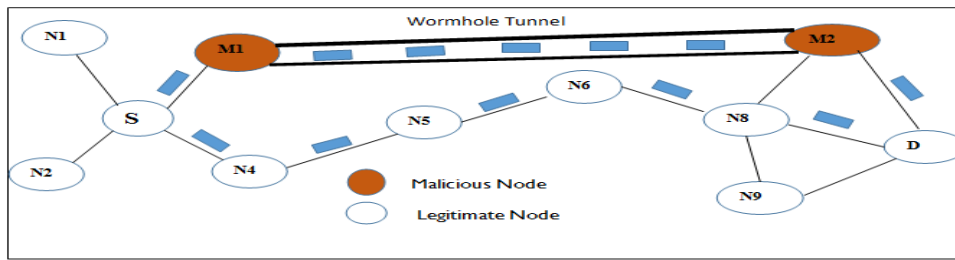 Wormhole Tunnel
N1
M1
M2
N6
S
N5
N8
D
N2
N4
N9
Malicious Node
Legitimate Node